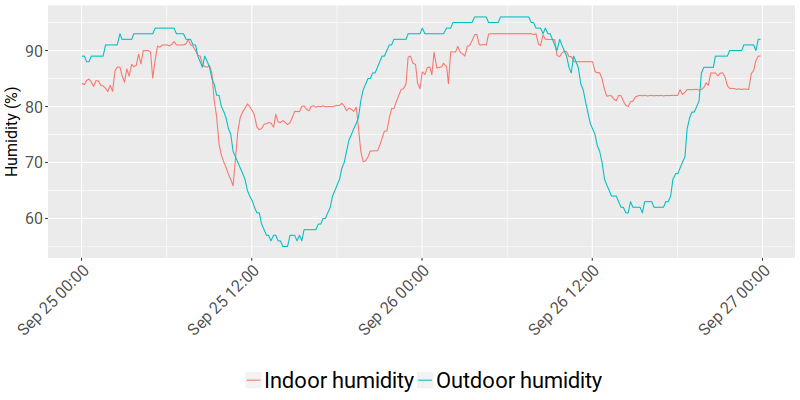 Humidity (%)
90
80
70
60
Sep 25 00:00
Sep 25 12:00
Sep 26 00:00
Sep 26 12:00
Sep 27 00:00
Indoor humidity Outdoor humidity